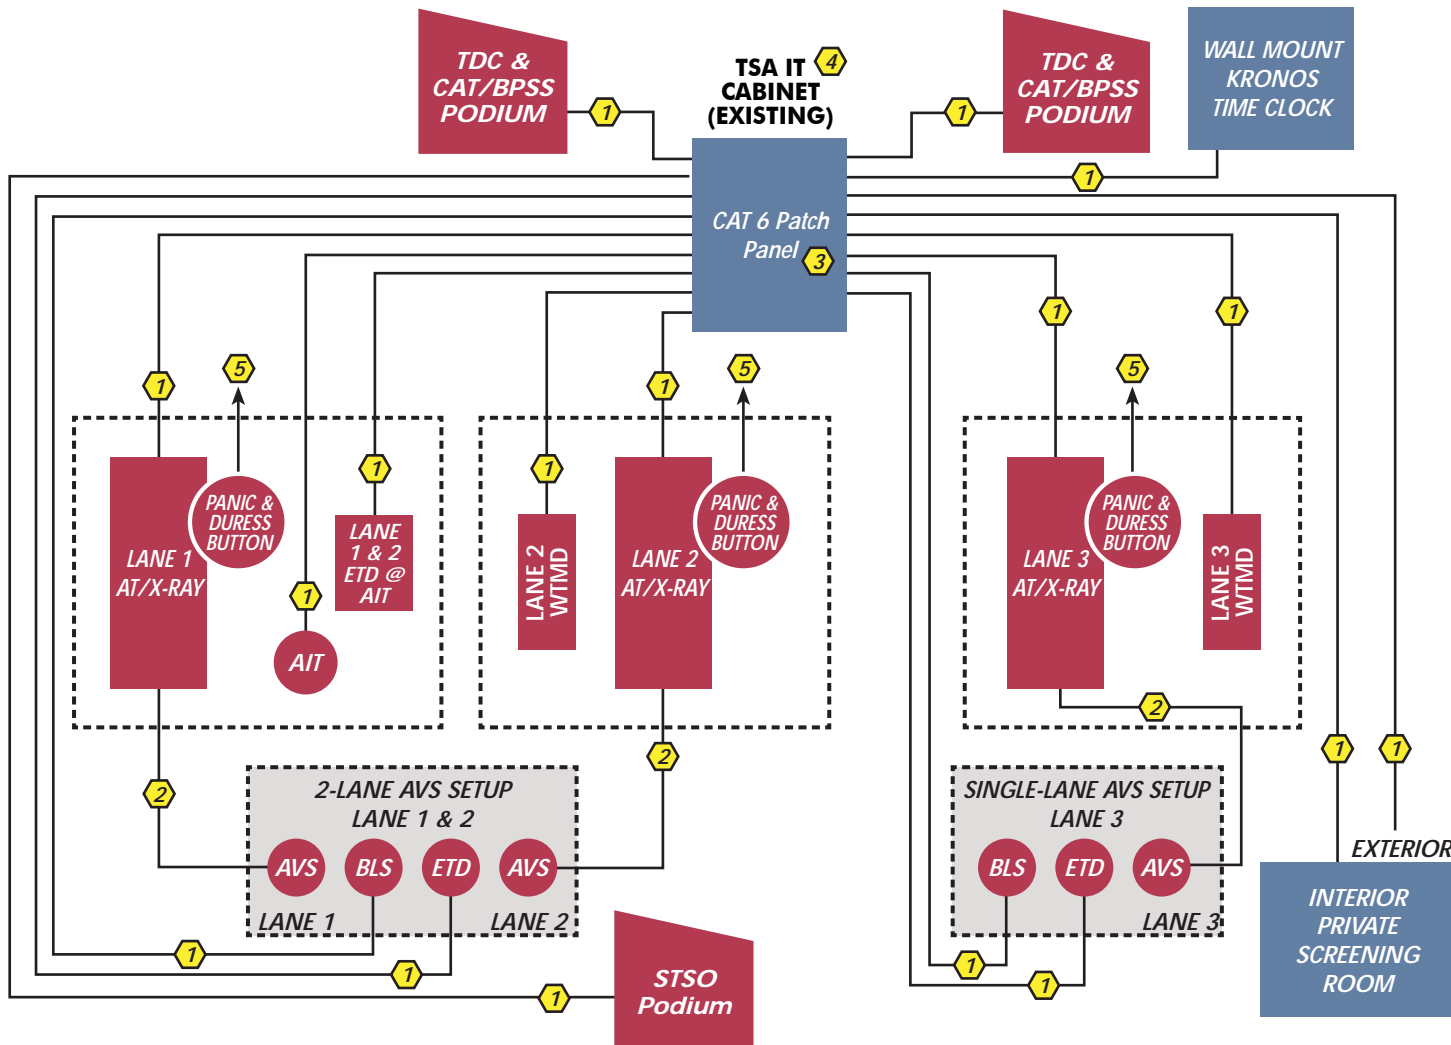 TDC &
CAT/BPSS
PODIUM
1
TSA IT
CABINET
(EXISTING)
4
1
TDC &
CAT/BPSS
PODIUM
WALL MOUNT
KRONOS
TIME CLOCK
1
CAT 6 Patch
Panel
3
1
5
1
1
5
1
1
5
LANE 1
AT/X-RAY
PANIC &
DURESS
BUTTON
1
LANE
1 & 2
ETD @
AIT
1
AIT
LANE 2
WTMD
LANE 2
AT/X-RAY
PANIC &
DURESS
BUTTON
LANE 3
AT/X-RAY
PANIC &
DURESS
BUTTON
LANE 3
WTMD
2
2
2
1
1
2-LANE AVS SETUP
LANE 1 & 2
AVS
BLS
ETD
AVS
LANE 1
LANE 2
SINGLE-LANE AVS SETUP
LANE 3
BLS
ETD
AVS
LANE 3
EXTERIOR
INTERIOR
PRIVATE
SCREENING
ROOM
1
1
1
STSO
Podium
1
1